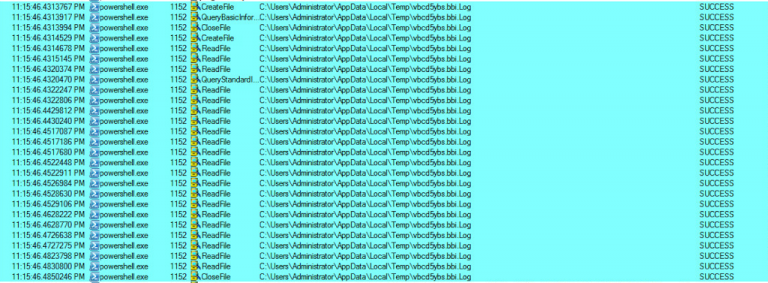 11:15:46.4313767 PM powershell.exe 1152 CreateFile C:\Users\Administrator\AppData\Local\Temp\vbcd5ybs.bbi.Log SUCCESS
11:15:46.4313917 PM powershell.exe 1152 QueryBasicInfor... C:\Users\Administrator\AppData\Local\Temp\vbcd5ybs.bbi.Log SUCCESS
11:15:46.4313994 PM powershell.exe 1152 CloseFile C:\Users\Administrator\AppData\Local\Temp\vbcd5ybs.bbi.Log SUCCESS
11:15:46.4314529 PM powershell.exe 1152 CreateFile C:\Users\Administrator\AppData\Local\Temp\vbcd5ybs.bbi.Log SUCCESS
11:15:46.4314678 PM powershell.exe 1152 ReadFile C:\Users\Administrator\AppData\Local\Temp\vbcd5ybs.bbi.Log SUCCESS
11:15:46.4315145 PM powershell.exe 1152 ReadFile C:\Users\Administrator\AppData\Local\Temp\vbcd5ybs.bbi.Log SUCCESS
11:15:46.4320374 PM powershell.exe 1152 ReadFile C:\Users\Administrator\AppData\Local\Temp\vbcd5ybs.bbi.Log SUCCESS
11:15:46.4320470 PM powershell.exe 1152 QueryStandardI... C:\Users\Administrator\AppData\Local\Temp\vbcd5ybs.bbi.Log SUCCESS
11:15:46.4322247 PM powershell.exe 1152 ReadFile C:\Users\Administrator\AppData\Local\Temp\vbcd5ybs.bbi.Log SUCCESS
11:15:46.4322806 PM powershell.exe 1152 ReadFile C:\Users\Administrator\AppData\Local\Temp\vbcd5ybs.bbi.Log SUCCESS
11:15:46.4429812 PM powershell.exe 1152 ReadFile C:\Users\Administrator\AppData\Local\Temp\vbcd5ybs.bbi.Log SUCCESS
11:15:46.4430240 PM powershell.exe 1152 ReadFile C:\Users\Administrator\AppData\Local\Temp\vbcd5ybs.bbi.Log SUCCESS
11:15:46.4517087 PM powershell.exe 1152 ReadFile C:\Users\Administrator\AppData\Local\Temp\vbcd5ybs.bbi.Log SUCCESS
11:15:46.4517186 PM powershell.exe 1152 ReadFile C:\Users\Administrator\AppData\Local\Temp\vbcd5ybs.bbi.Log SUCCESS
11:15:46.4517680 PM powershell.exe 1152 ReadFile C:\Users\Administrator\AppData\Local\Temp\vbcd5ybs.bbi.Log SUCCESS
11:15:46.4522448 PM powershell.exe 1152 ReadFile C:\Users\Administrator\AppData\Local\Temp\vbcd5ybs.bbi.Log SUCCESS
11:15:46.4522911 PM powershell.exe 1152 ReadFile C:\Users\Administrator\AppData\Local\Temp\vbcd5ybs.bbi.Log SUCCESS
11:15:46.4526984 PM powershell.exe 1152 ReadFile C:\Users\Administrator\AppData\Local\Temp\vbcd5ybs.bbi.Log SUCCESS
11:15:46.4528630 PM powershell.exe 1152 ReadFile C:\Users\Administrator\AppData\Local\Temp\vbcd5ybs.bbi.Log SUCCESS
11:15:46.4529106 PM powershell.exe 1152 ReadFile C:\Users\Administrator\AppData\Local\Temp\vbcd5ybs.bbi.Log SUCCESS
11:15:46.4628222 PM powershell.exe 1152 ReadFile C:\Users\Administrator\AppData\Local\Temp\vbcd5ybs.bbi.Log SUCCESS
11:15:46.4628770 PM powershell.exe 1152 ReadFile C:\Users\Administrator\AppData\Local\Temp\vbcd5ybs.bbi.Log SUCCESS
11:15:46.4726638 PM powershell.exe 1152 ReadFile C:\Users\Administrator\AppData\Local\Temp\vbcd5ybs.bbi.Log SUCCESS
11:15:46.4727275 PM powershell.exe 1152 ReadFile C:\Users\Administrator\AppData\Local\Temp\vbcd5ybs.bbi.Log SUCCESS
11:15:46.4823798 PM powershell.exe 1152 ReadFile C:\Users\Administrator\AppData\Local\Temp\vbcd5ybs.bbi.Log SUCCESS
11:15:46.4830800 PM powershell.exe 1152 ReadFile C:\Users\Administrator\AppData\Local\Temp\vbcd5ybs.bbi.Log SUCCESS
11:15:46.4850246 PM powershell.exe 1152 CloseFile C:\Users\Administrator\AppData\Local\Temp\vbcd5ybs.bbi.Log SUCCESS